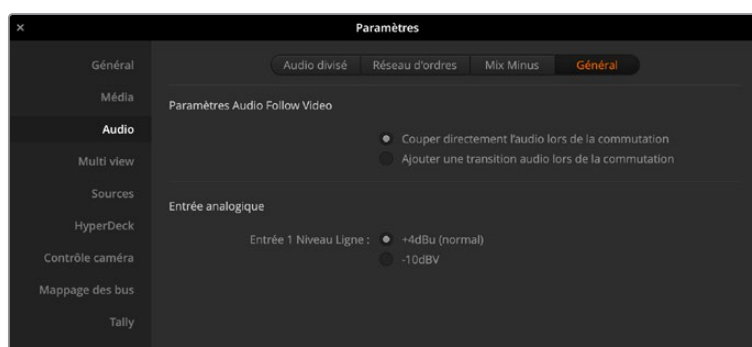 × Paramètres
Général
Média
Audio
Multi view
Sources
HyperDeck
Contrôle caméra
Mappage des bus
Tally
Audio divisé Réseau d'ordres Mix Minus Général
Paramètres Audio Follow Video
Couper directement l'audio lors de la commutation
Ajouter une transition audio lors de la commutation
Entrée analogique
Entrée 1 Niveau Ligne : +4dBu (normal)
-10dBV